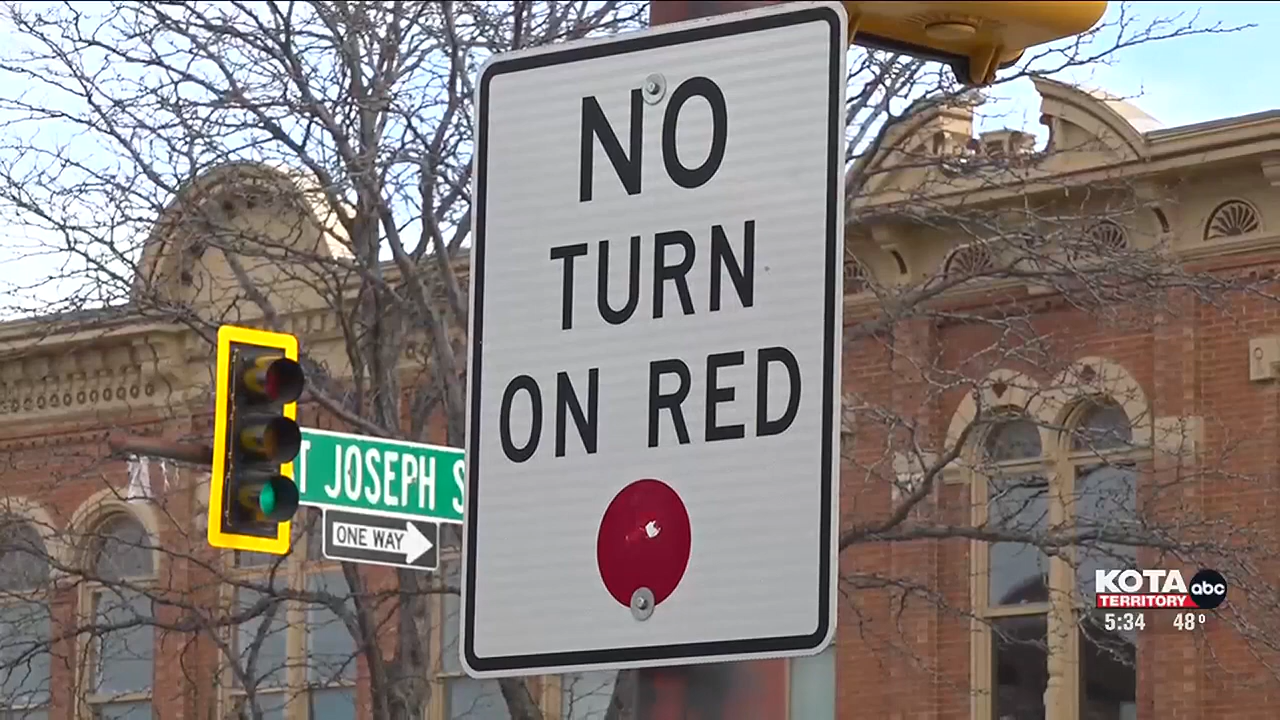 NO
TURN
ON RED
T JOSEPH S
ONE WAY
KOTA abc
TERRITORY
5:34 48°